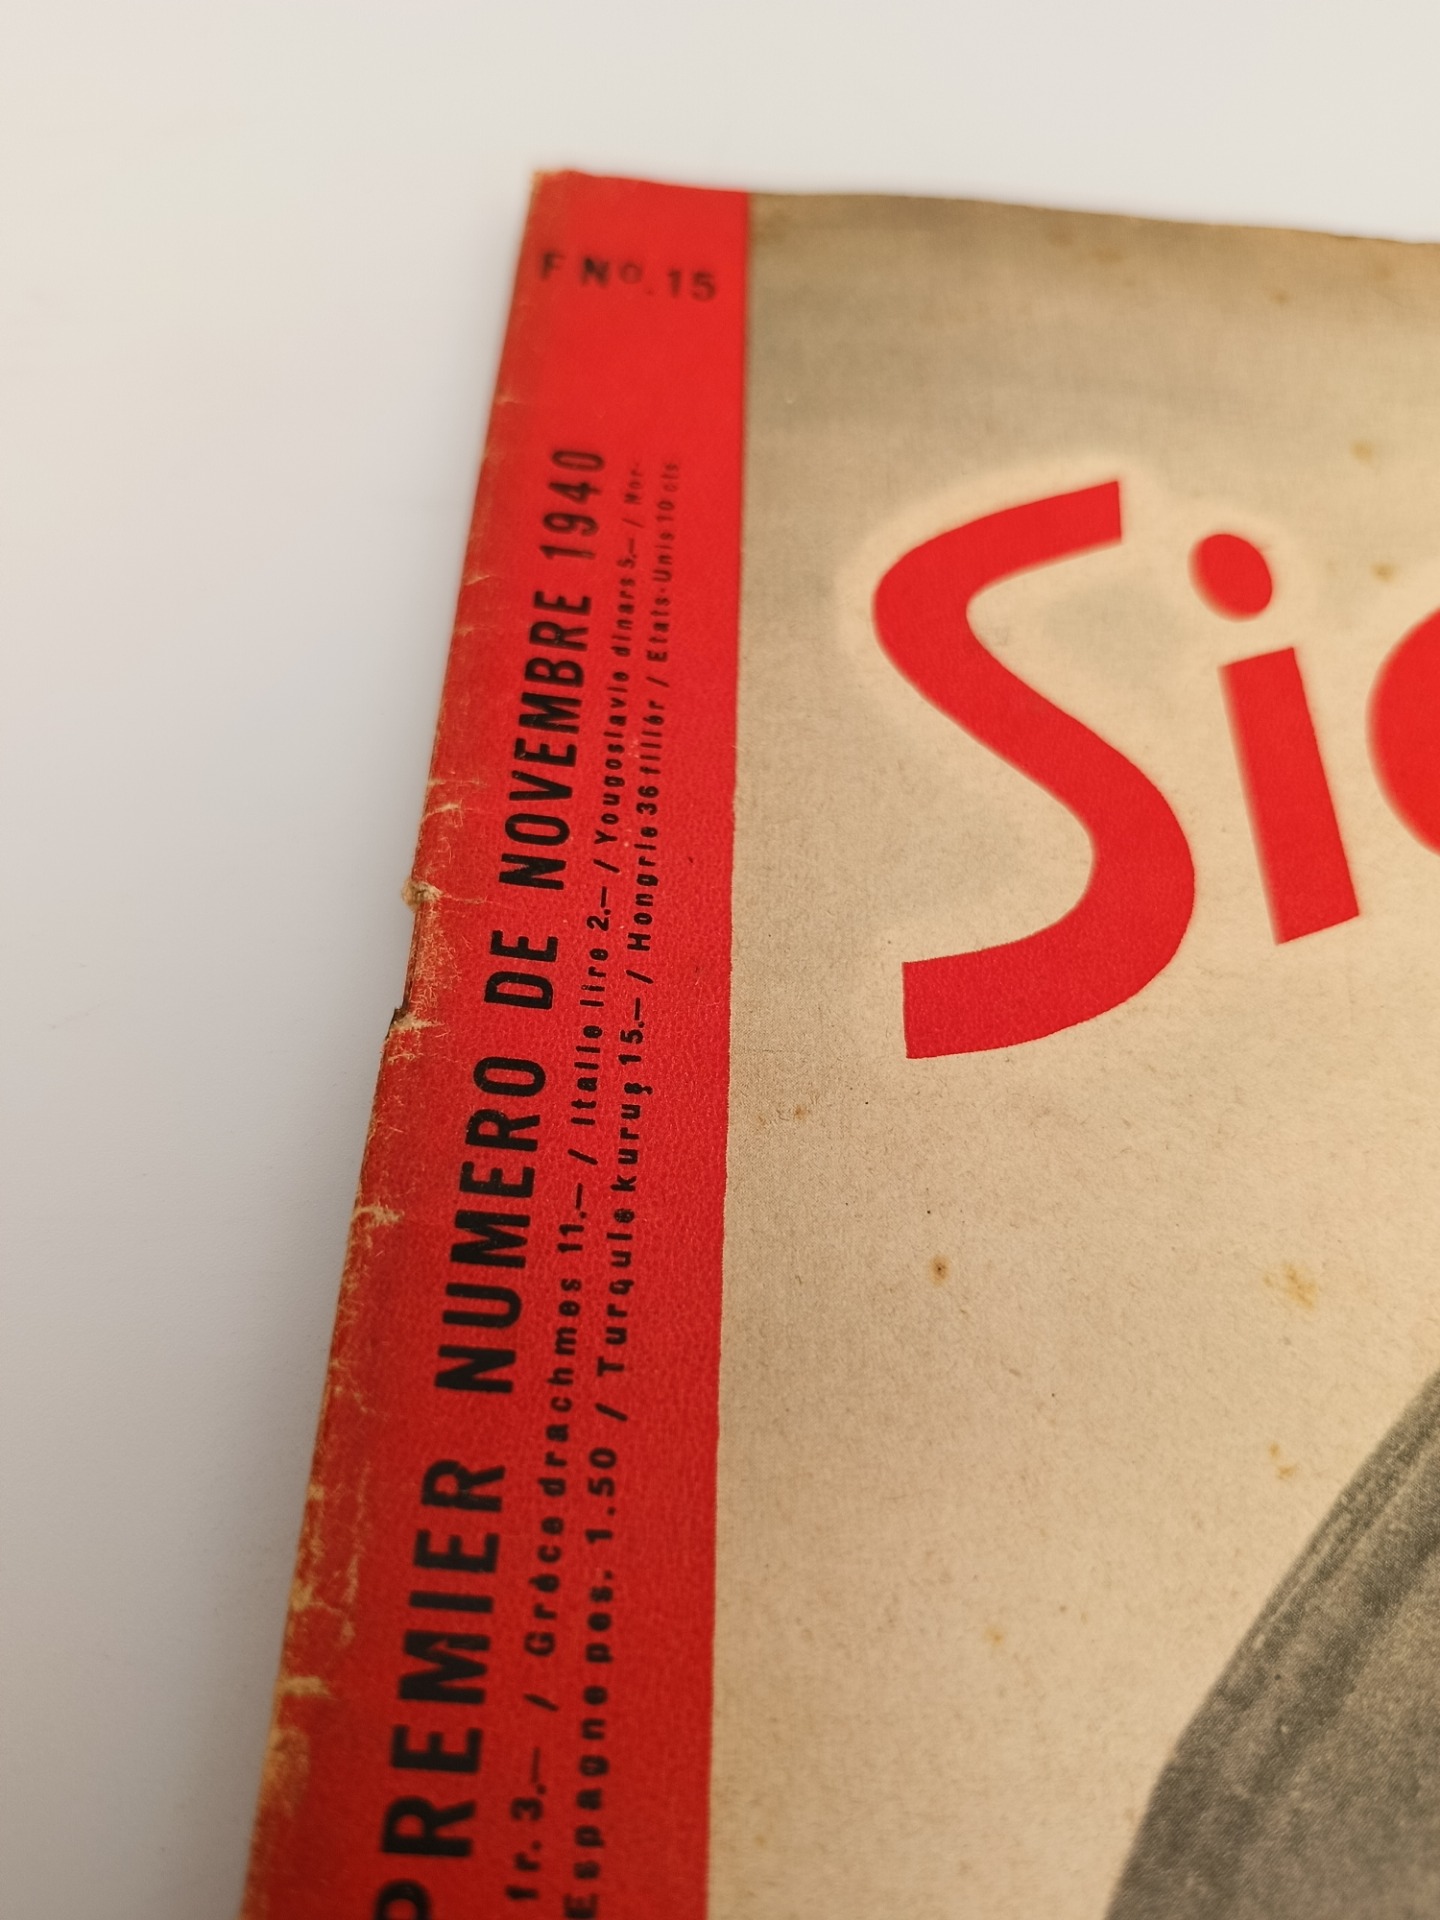 F No. 15
PREMIER NUMERO DE NOVEMBRE 1940
fr. 3.— / Grèce drachmes 11.— / Italie lire 2.— / Yougoslavie dinars 5.— / Nor-
Espagne pes. 1.50 / Turquie kuruş 15.— / Hongrie 36 fillér / Etats-Unis 10 cts
Si